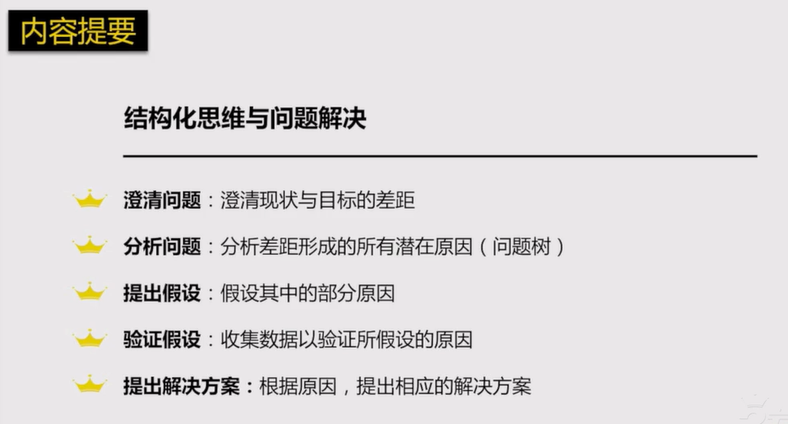 内容提要
结构化思维与问题解决
澄清问题：澄清现状与目标的差距
分析问题：分析差距形成的所有潜在原因（问题树）
提出假设：假设其中的部分原因
验证假设：收集数据以验证所假设的原因
提出解决方案：根据原因，提出相应的解决方案